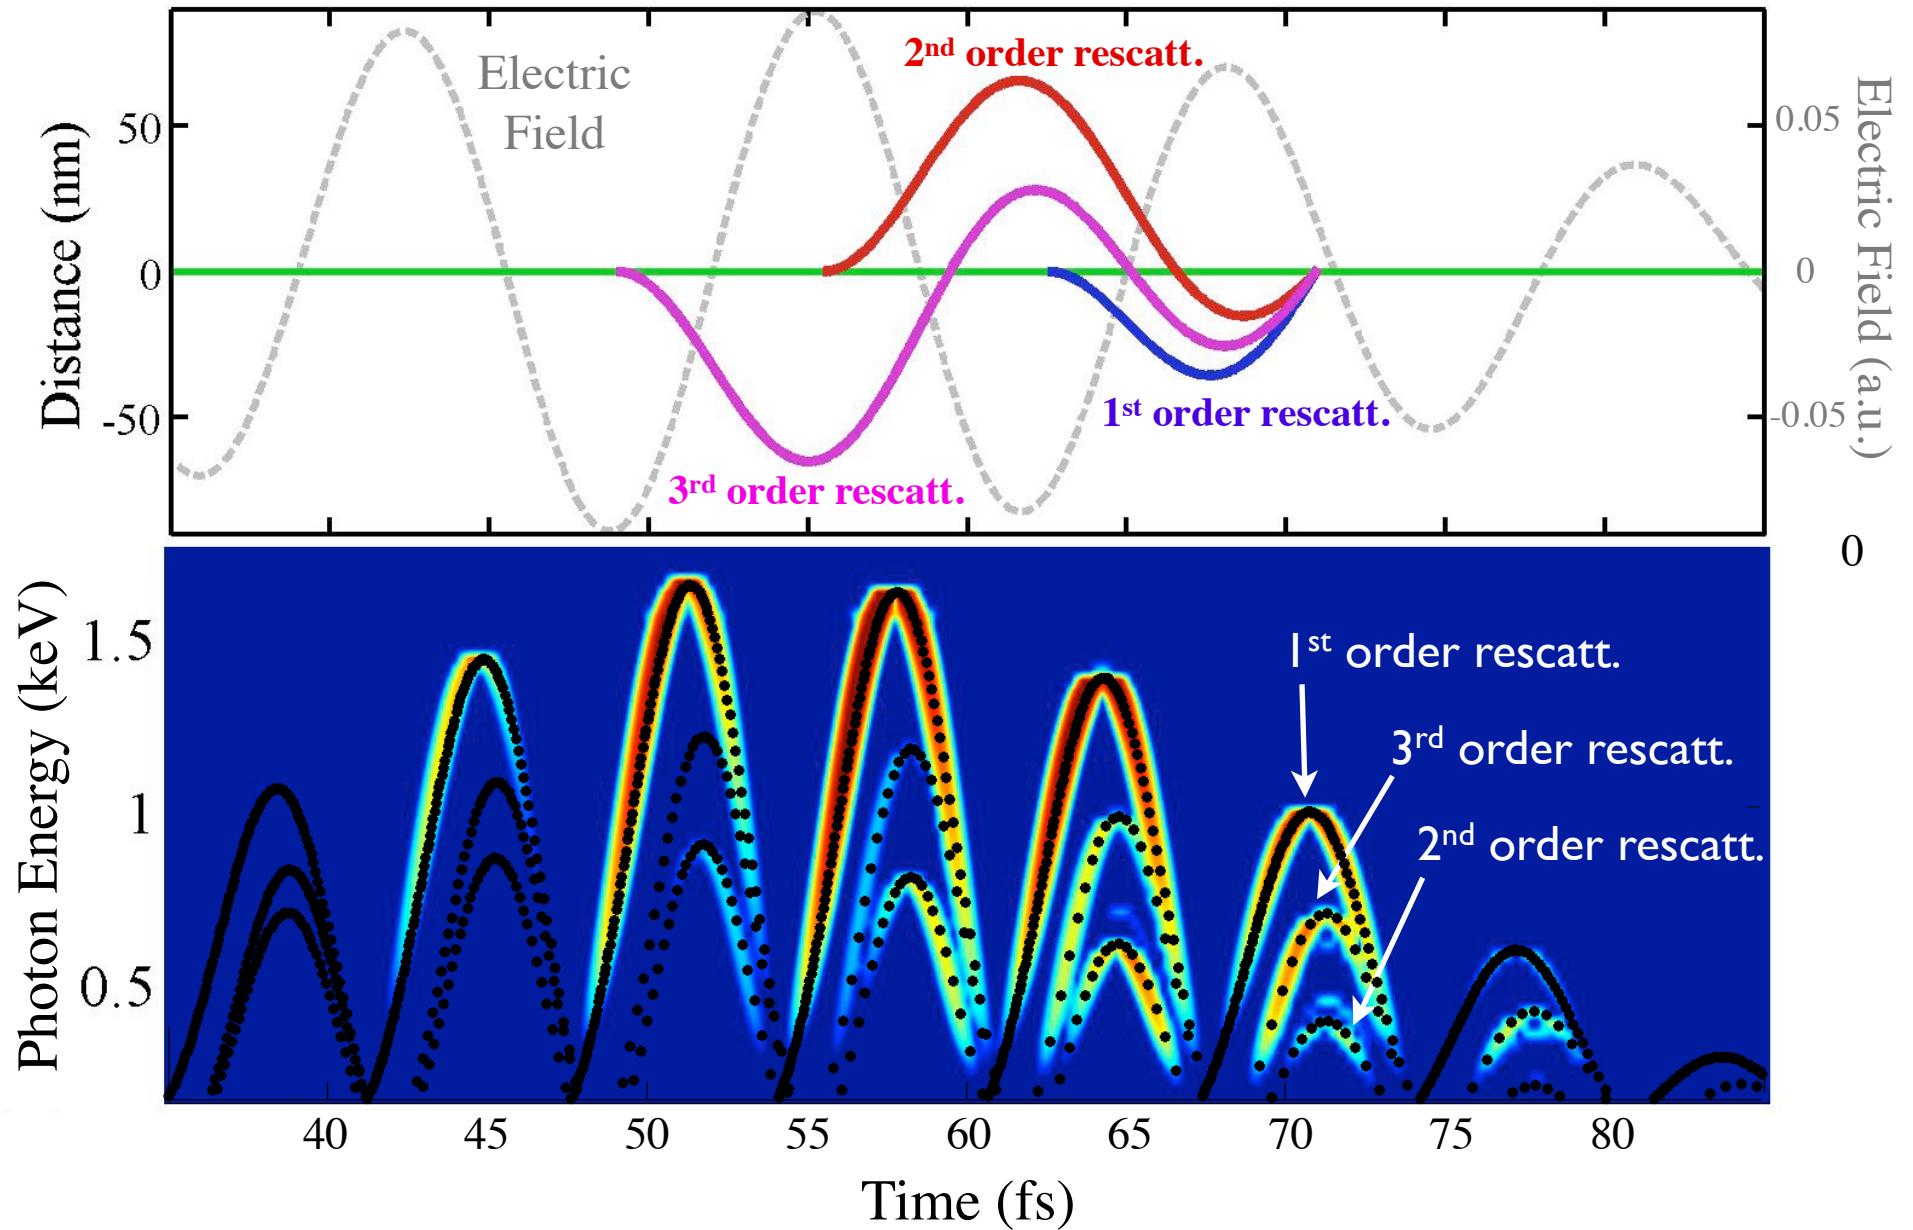 2nd order rescatt.
Electric
Field
50
0
-50
Distance (nm)
0.05
0
-0.05
Electric Field (a.u.)
1st order rescatt.
3rd order rescatt.
0
1.5
1
0.5
Photon Energy (keV)
1st order rescatt.
3rd order rescatt.
2nd order rescatt.
40 45 50 55 60 65 70 75 80
Time (fs)